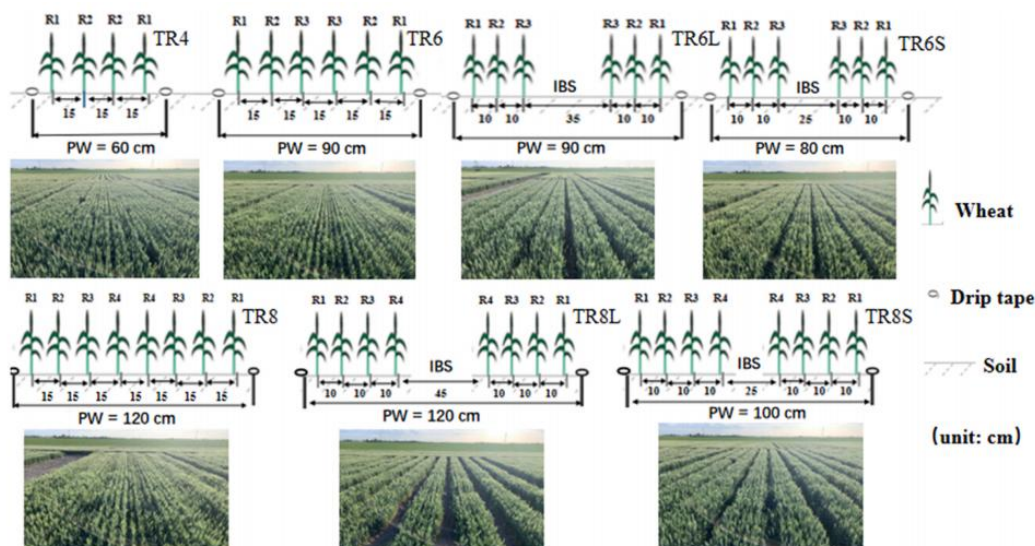 R1 R2 R2 R1 TR4
15 15 15
PW = 60 cm
R1 R2 R3 R3 R2 R1 TR6
15 15 15 15 15
PW = 90 cm
R1 R2 R3 R3 R2 R1 TR6L
IBS
10 10 35 10 10
PW = 90 cm
R1 R2 R3 R3 R2 R1 TR6S
IBS
10 10 25 10 10
PW = 80 cm
Wheat
Drip tape
Soil
(unit: cm)
R1 R2 R3 R4 R4 R3 R2 R1 TR8
15 15 15 15 15 15 15
PW = 120 cm
R1 R2 R3 R4 R4 R3 R2 R1 TR8L
IBS
10 10 10 45 10 10 10
PW = 120 cm
R1 R2 R3 R4 R4 R3 R2 R1 TR8S
IBS
10 10 10 25 10 10 10
PW = 100 cm